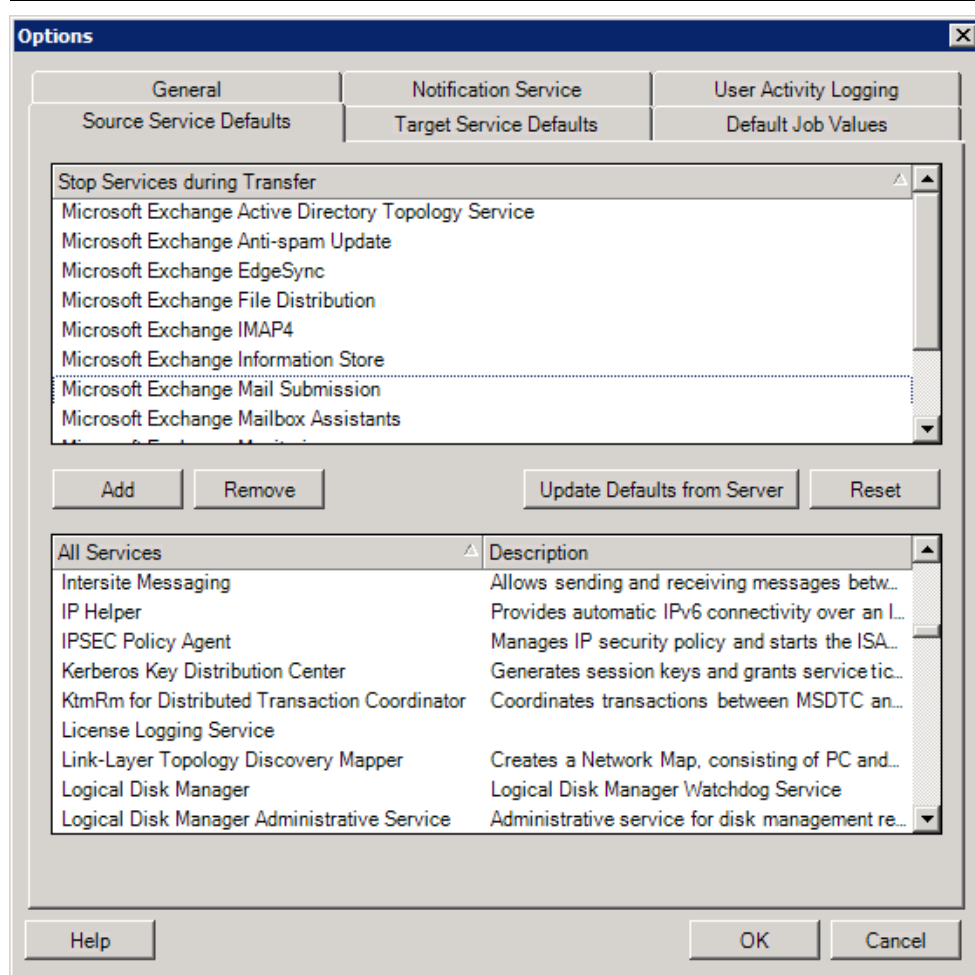 Options
General Notification Service User Activity Logging
Source Service Defaults Target Service Defaults Default Job Values
Stop Services during Transfer
Microsoft Exchange Active Directory Topology Service
Microsoft Exchange Anti-spam Update
Microsoft Exchange EdgeSync
Microsoft Exchange File Distribution
Microsoft Exchange IMAP4
Microsoft Exchange Information Store
Microsoft Exchange Mail Submission
Microsoft Exchange Mailbox Assistants
Add Remove Update Defaults from Server Reset
All Services Description
Intersite Messaging Allows sending and receiving messages betw...
IP Helper Provides automatic IPv6 connectivity over an I...
IPSEC Policy Agent Manages IP security policy and starts the ISA...
Kerberos Key Distribution Center Generates session keys and grants service tic...
KtmRm for Distributed Transaction Coordinator Coordinates transactions between MSDTC an...
License Logging Service
Link-Layer Topology Discovery Mapper Creates a Network Map, consisting of PC and...
Logical Disk Manager Logical Disk Manager Watchdog Service
Logical Disk Manager Administrative Service Administrative service for disk management re...
Help OK Cancel